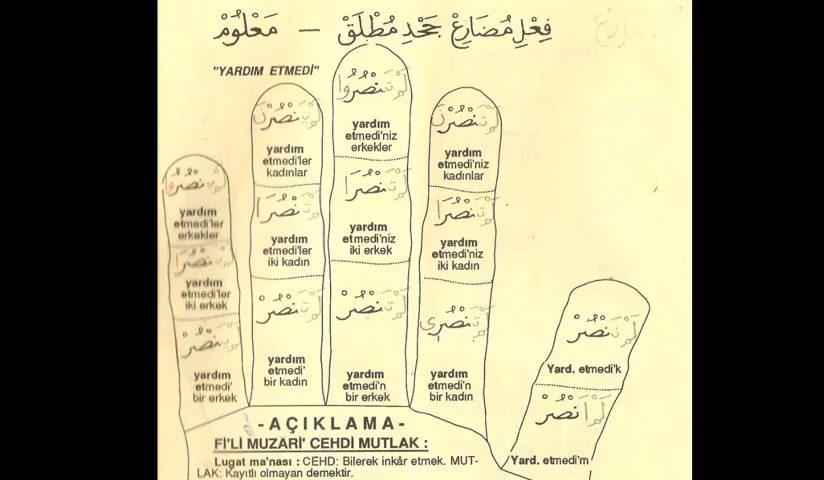 فِعْلِ مُضَارِعْ جَحْدِ مُطْلَقْ – مَعْلُومْ
"YARDIM ETMEDİ"
لَمْ يَنْصُرُوا
yardım
etmedi'ler
erkekler
لَمْ يَنْصُرَا
yardım
etmedi'ler
iki erkek
لَمْ يَنْصُرْ
yardım
etmedi'
bir erkek
لَمْ يَنْصُرْنَ
yardım
etmedi'ler
kadınlar
لَمْ تَنْصُرَا
yardım
etmedi'ler
iki kadın
لَمْ تَنْصُرْ
yardım
etmedi'
bir kadın
لَمْ تَنْصُرُوا
yardım
etmedi'niz
erkekler
لَمْ تَنْصُرَا
yardım
etmedi'niz
iki erkek
لَمْ تَنْصُرْ
yardım
etmedi'n
bir erkek
لَمْ تَنْصُرْنَ
yardım
etmedi'niz
kadınlar
لَمْ تَنْصُرَا
yardım
etmedi'niz
iki kadın
لَمْ تَنْصُرِى
yardım
etmedi'n
bir kadın
لَمْ نَنْصُرْ
Yard. etmedi'k
لَمْ اَنْصُرْ
Yard. etmedi'm
-AÇIKLAMA-
Fİ'Lİ MUZÂRİ' CEHDİ MUTLAK :
Lugat ma'nası : CEHD: Bilerek inkâr etmek. MUT-
LAK: Kayıtlı olmayan demektir.